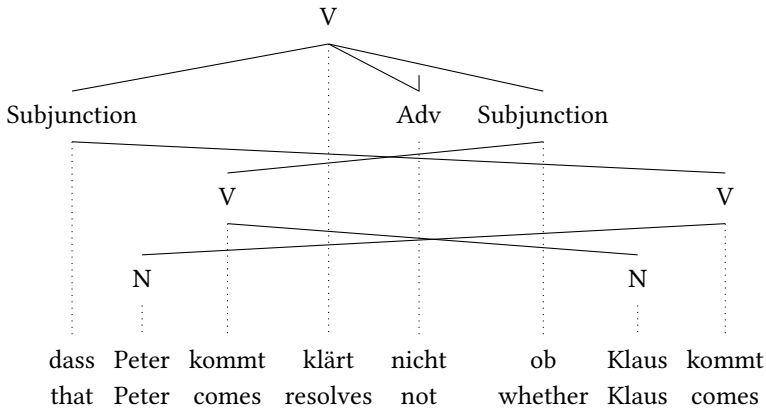 V
Subjunction Adv Subjunction
V V
N N
dass Peter kommt klärt nicht ob Klaus kommt
that Peter comes resolves not whether Klaus comes